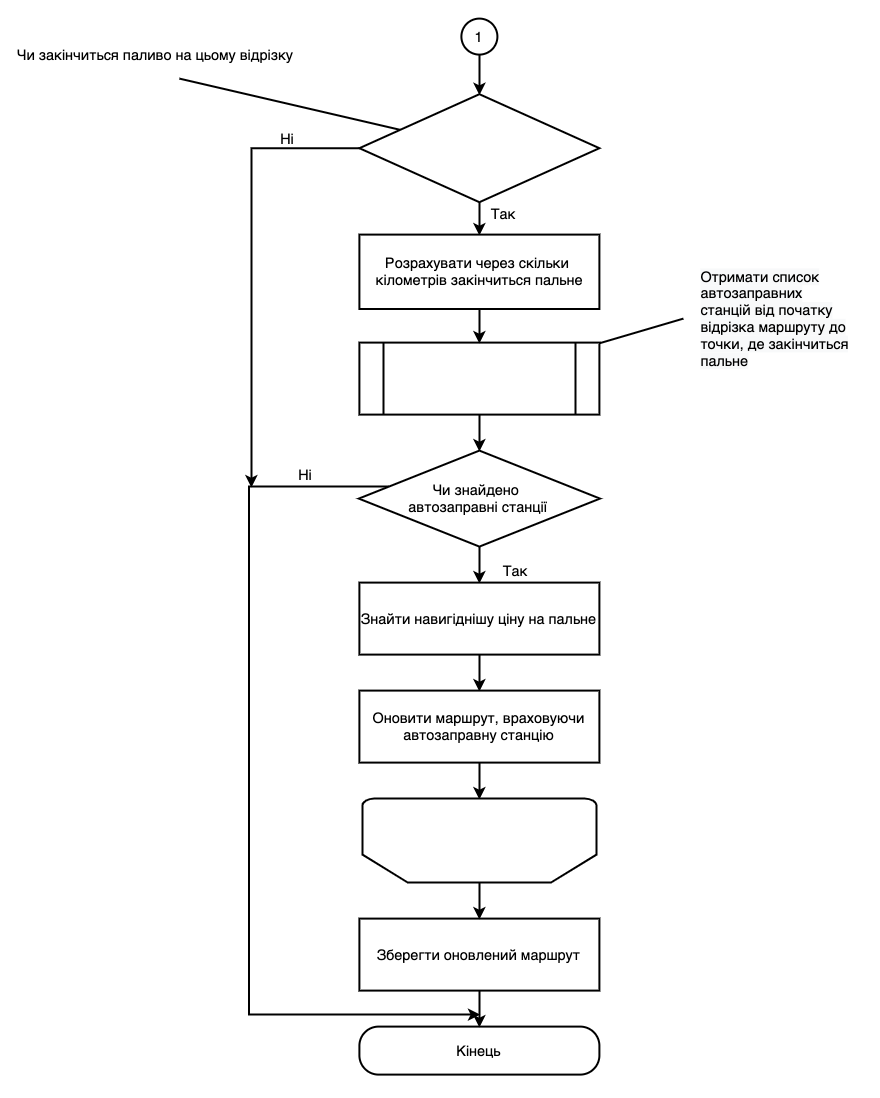 1
Чи закінчиться паливо на цьому відрізку
Ні
Так
Розрахувати через скільки
кілометрів закінчиться пальне
Отримати список
автозаправних
станцій від початку
відрізка маршруту до
точки, де закінчиться
пальне
Ні
Чи знайдено
автозаправні станції
Так
Знайти навигіднішу ціну на пальне
Оновити маршрут, враховуючи
автозаправну станцію
Зберегти оновлений маршрут
Кінець